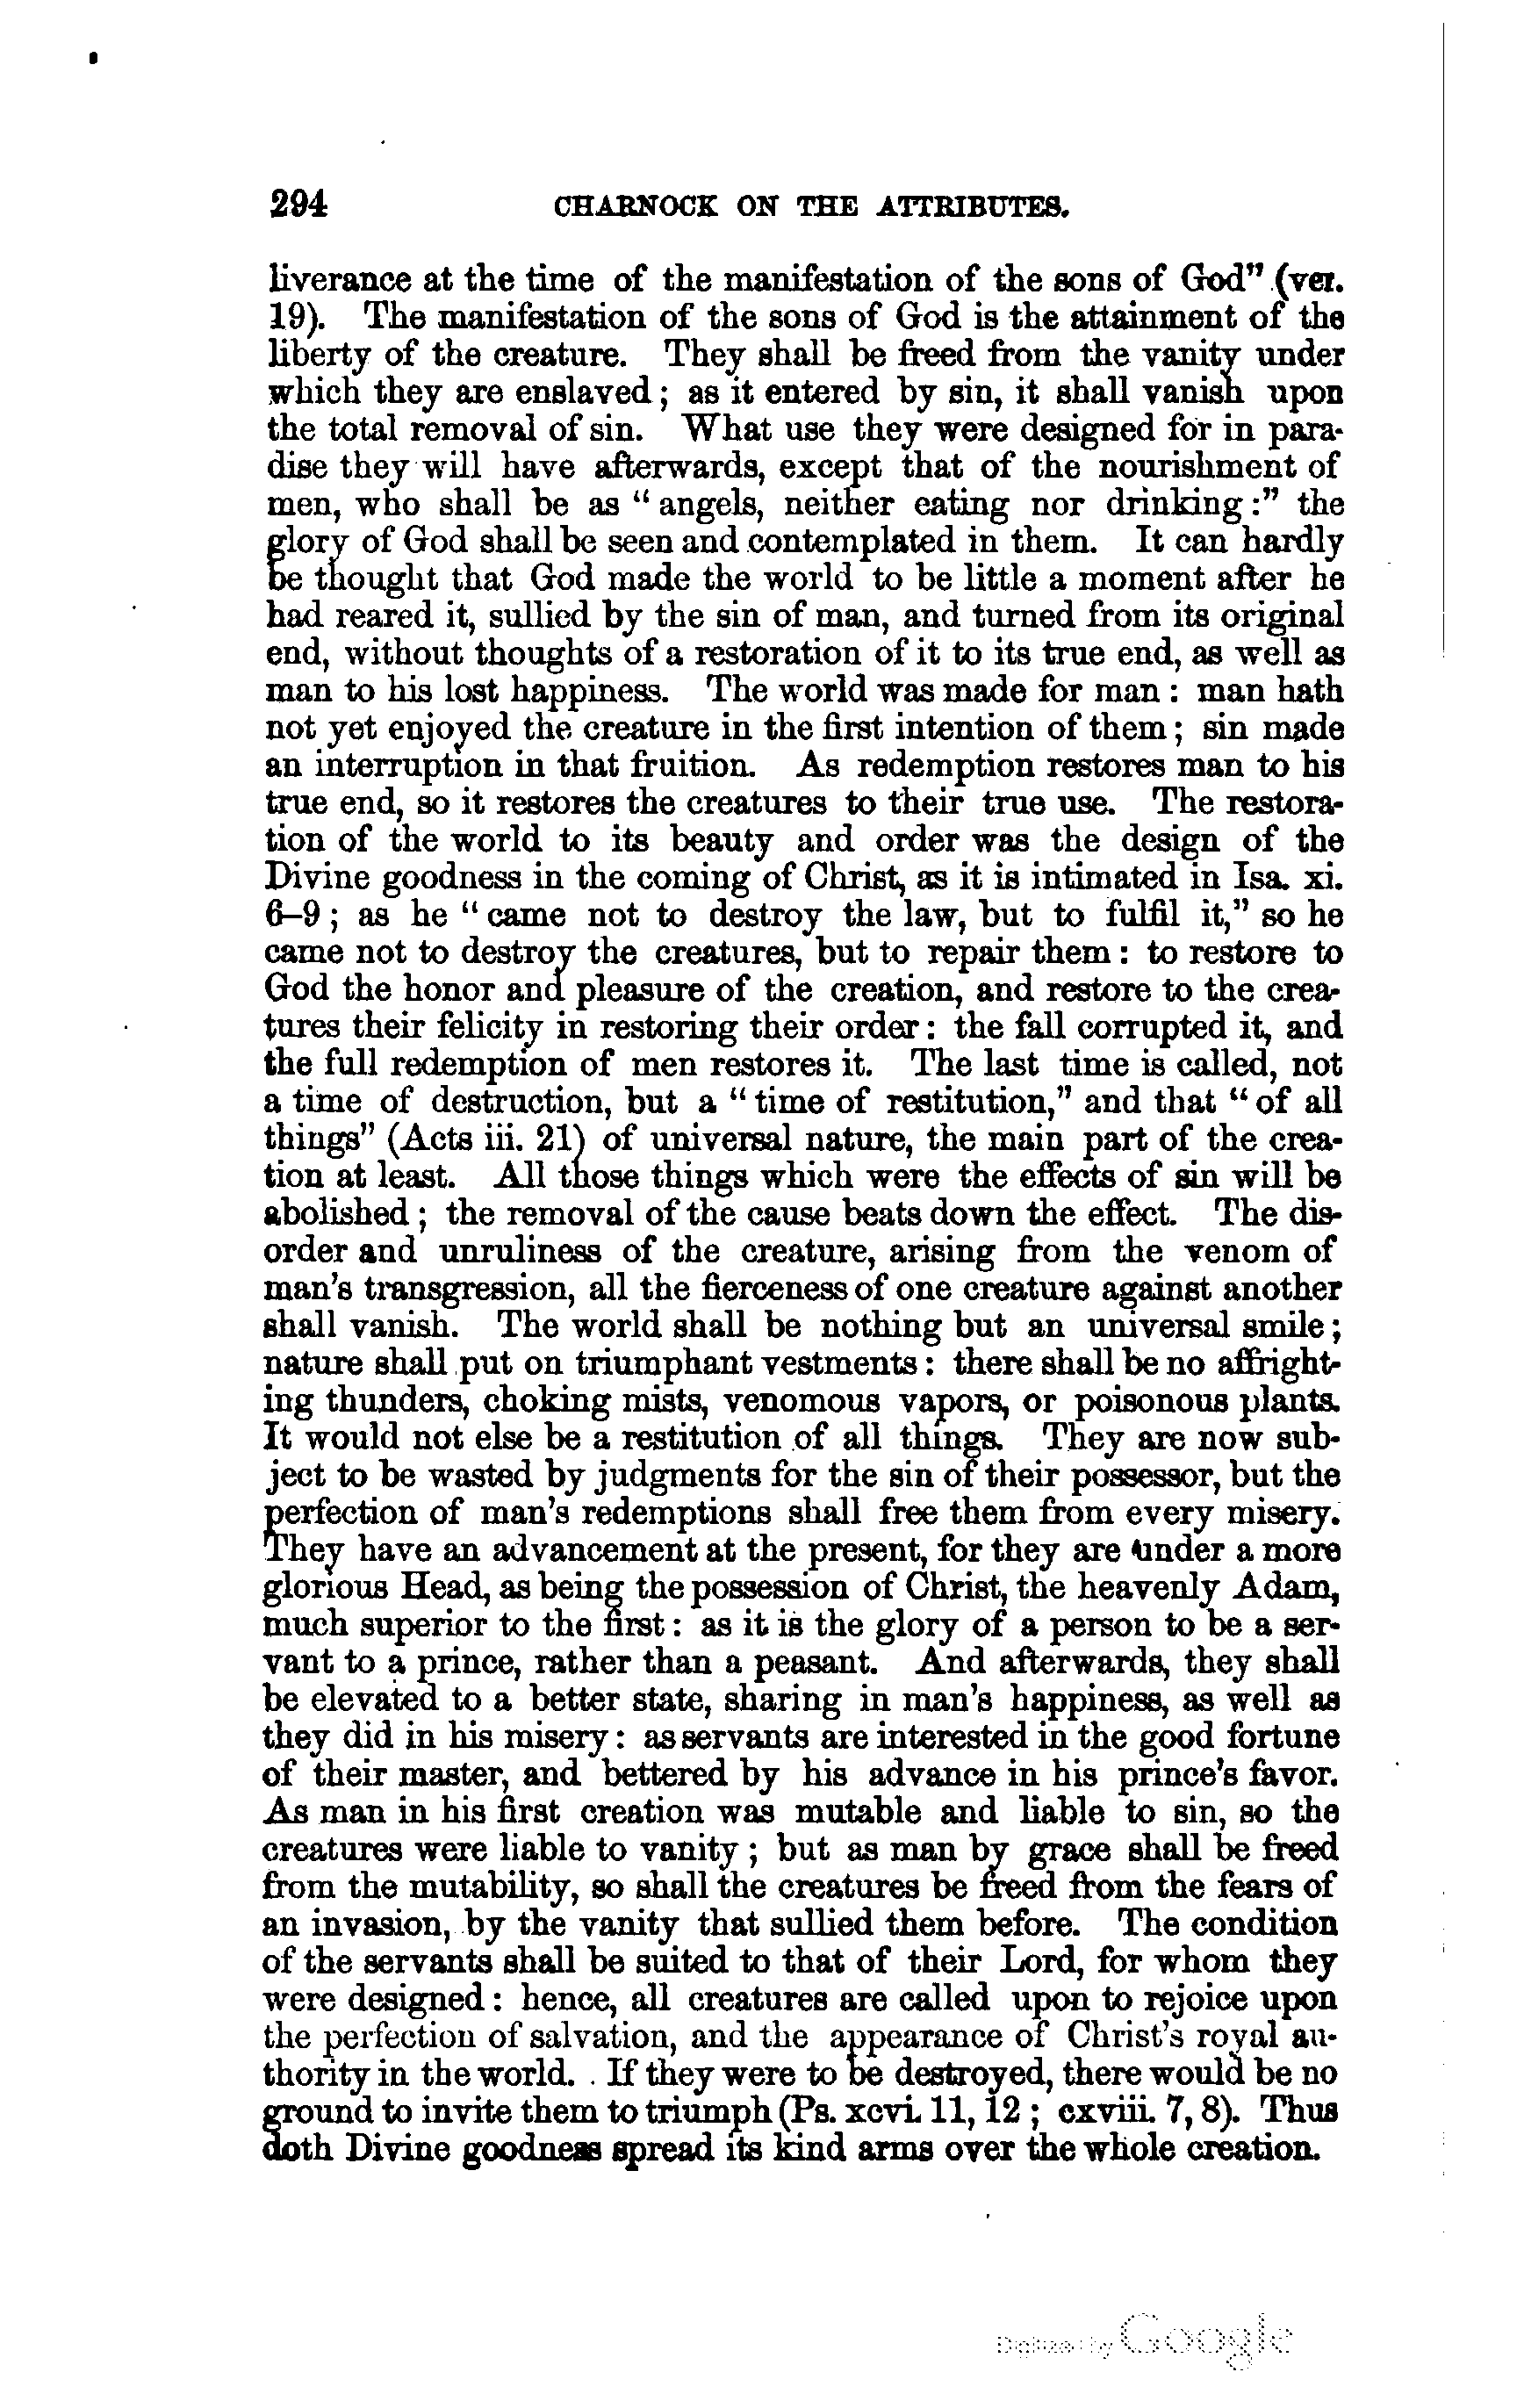 294 CHARNOCK ON THE ATTRIBUTES.
liverance at the time of the manifestation of the sons of God” (ver.
19). The manifestation of the sons of God is the attainment of the
liberty of the creature. They shall be freed from the vanity under
which they are enslaved; as it entered by sin, it shall vanish upon
the total removal of sin. What use they were designed for in para-
dise they will have afterwards, except that of the nourishment of
men, who shall be as “angels, neither eating nor drinking:” the
glory of God shall be seen and contemplated in them. It can hardly
be thought that God made the world to be little a moment after he
had reared it, sullied by the sin of man, and turned from its original
end, without thoughts of a restoration of it to its true end, as well as
man to his lost happiness. The world was made for man: man hath
not yet enjoyed the creature in the first intention of them; sin made
an interruption in that fruition. As redemption restores man to his
true end, so it restores the creatures to their true use. The restora-
tion of the world to its beauty and order was the design of the
Divine goodness in the coming of Christ, as it is intimated in Isa. xi.
6–9; as he “came not to destroy the law, but to fulfil it,” so he
came not to destroy the creatures, but to repair them: to restore to
God the honor and pleasure of the creation, and restore to the crea-
tures their felicity in restoring their order: the fall corrupted it, and
the full redemption of men restores it. The last time is called, not
a time of destruction, but a “time of restitution,” and that “of all
things” (Acts iii. 21) of universal nature, the main part of the crea-
tion at least. All those things which were the effects of sin will be
abolished; the removal of the cause beats down the effect. The dis-
order and unruliness of the creature, arising from the venom of
man's transgression, all the fierceness of one creature against another
shall vanish. The world shall be nothing but an universal smile;
nature shall put on triumphant vestments: there shall be no affright-
ing thunders, choking mists, venomous vapors, or poisonous plants.
It would not else be a restitution of all things. They are now sub-
ject to be wasted by judgments for the sin of their possessor, but the
perfection of man's redemptions shall free them from every misery.
They have an advancement at the present, for they are under a more
glorious Head, as being the possession of Christ, the heavenly Adam,
much superior to the first: as it is the glory of a person to be a ser-
vant to a prince, rather than a peasant. And afterwards, they shall
be elevated to a better state, sharing in man's happiness, as well as
they did in his misery: as servants are interested in the good fortune
of their master, and bettered by his advance in his prince's favor.
As man in his first creation was mutable and liable to sin, so the
creatures were liable to vanity; but as man by grace shall be freed
from the mutability, so shall the creatures be freed from the fears of
an invasion, by the vanity that sullied them before. The condition
of the servants shall be suited to that of their Lord, for whom they
were designed: hence, all creatures are called upon to rejoice upon
the perfection of salvation, and the appearance of Christ's royal au-
thority in the world. If they were to be destroyed, there would be no
ground to invite them to triumph (Ps. xcvi. 11, 12; cxviii. 7, 8). Thus
doth Divine goodness spread its kind arms over the whole creation.
Digitized by Google